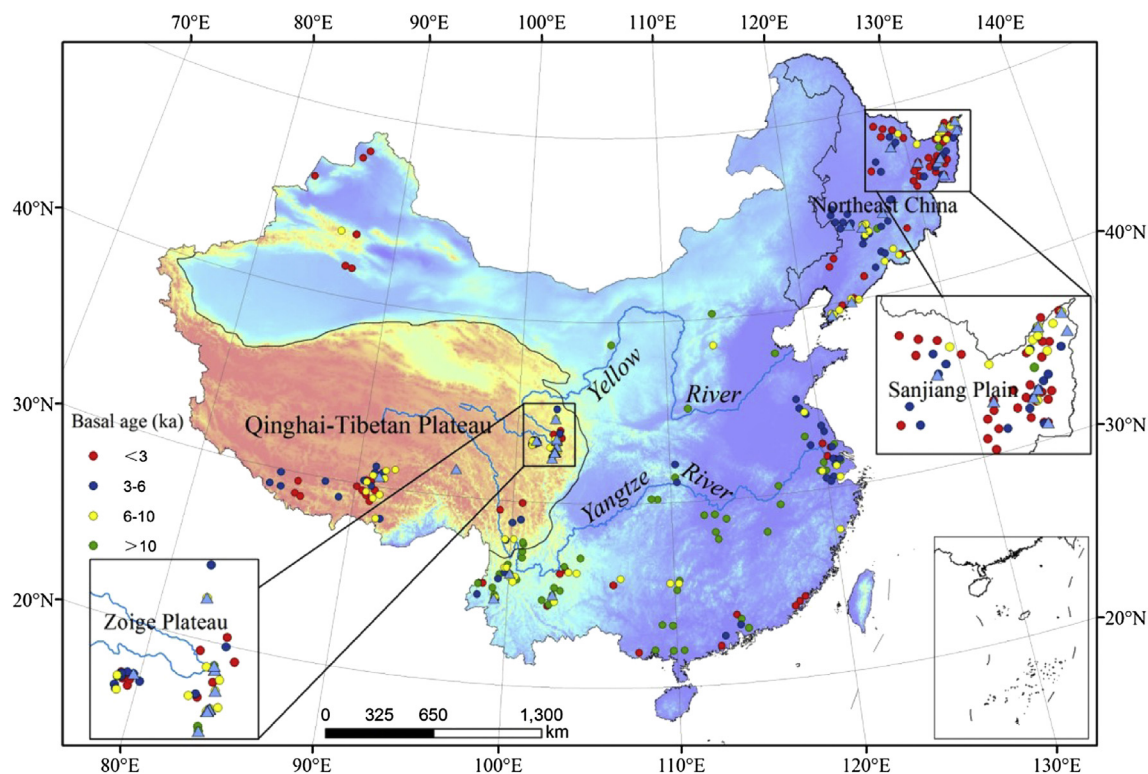 70°E 80°E 90°E 100°E 110°E 120°E 130°E 140°E
40°N
40°N
Northeast China
Yellow
River
Sanjiang Plain
30°N
30°N
Basal age (ka)
Qinghai-Tibetan Plateau
<3
3-6
6-10
>10
Yangtze
River
20°N
20°N
Zoige Plateau
0 325 650 1,300
km
80°E 90°E 100°E 110°E 120°E 130°E